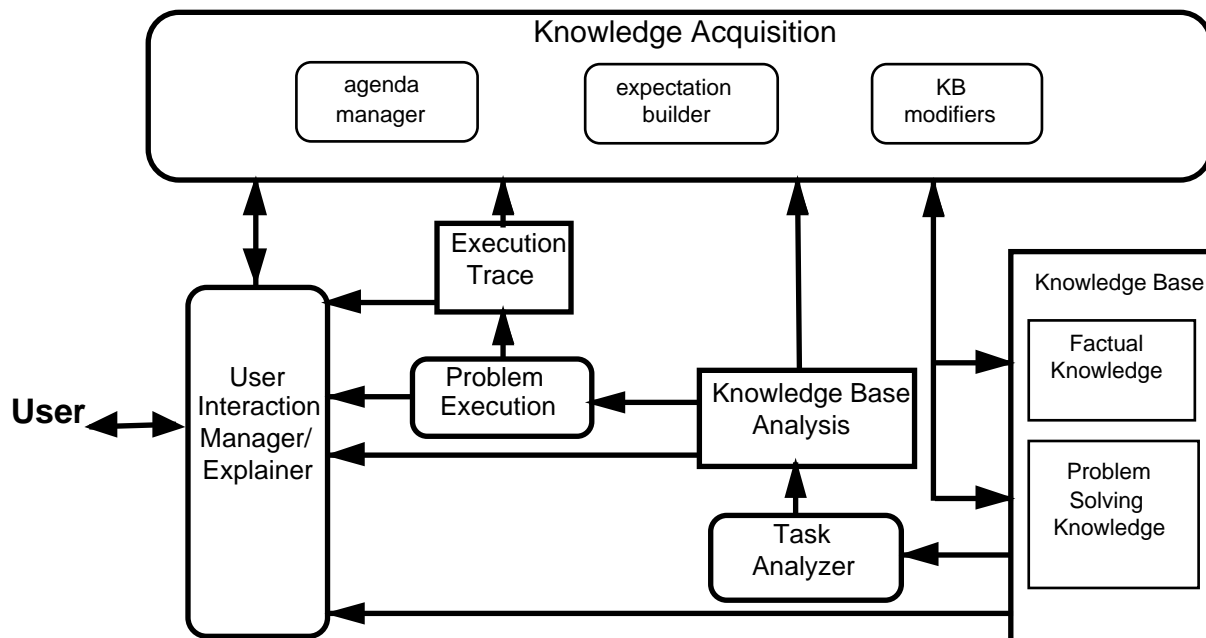 Knowledge Acquisition
agenda
manager
expectation
builder
KB
modifiers
Execution
Trace
Knowledge Base
Factual
Knowledge
User
Interaction
Manager/
Explainer
Problem
Execution
Knowledge Base
Analysis
User
Problem
Solving
Knowledge
Task
Analyzer